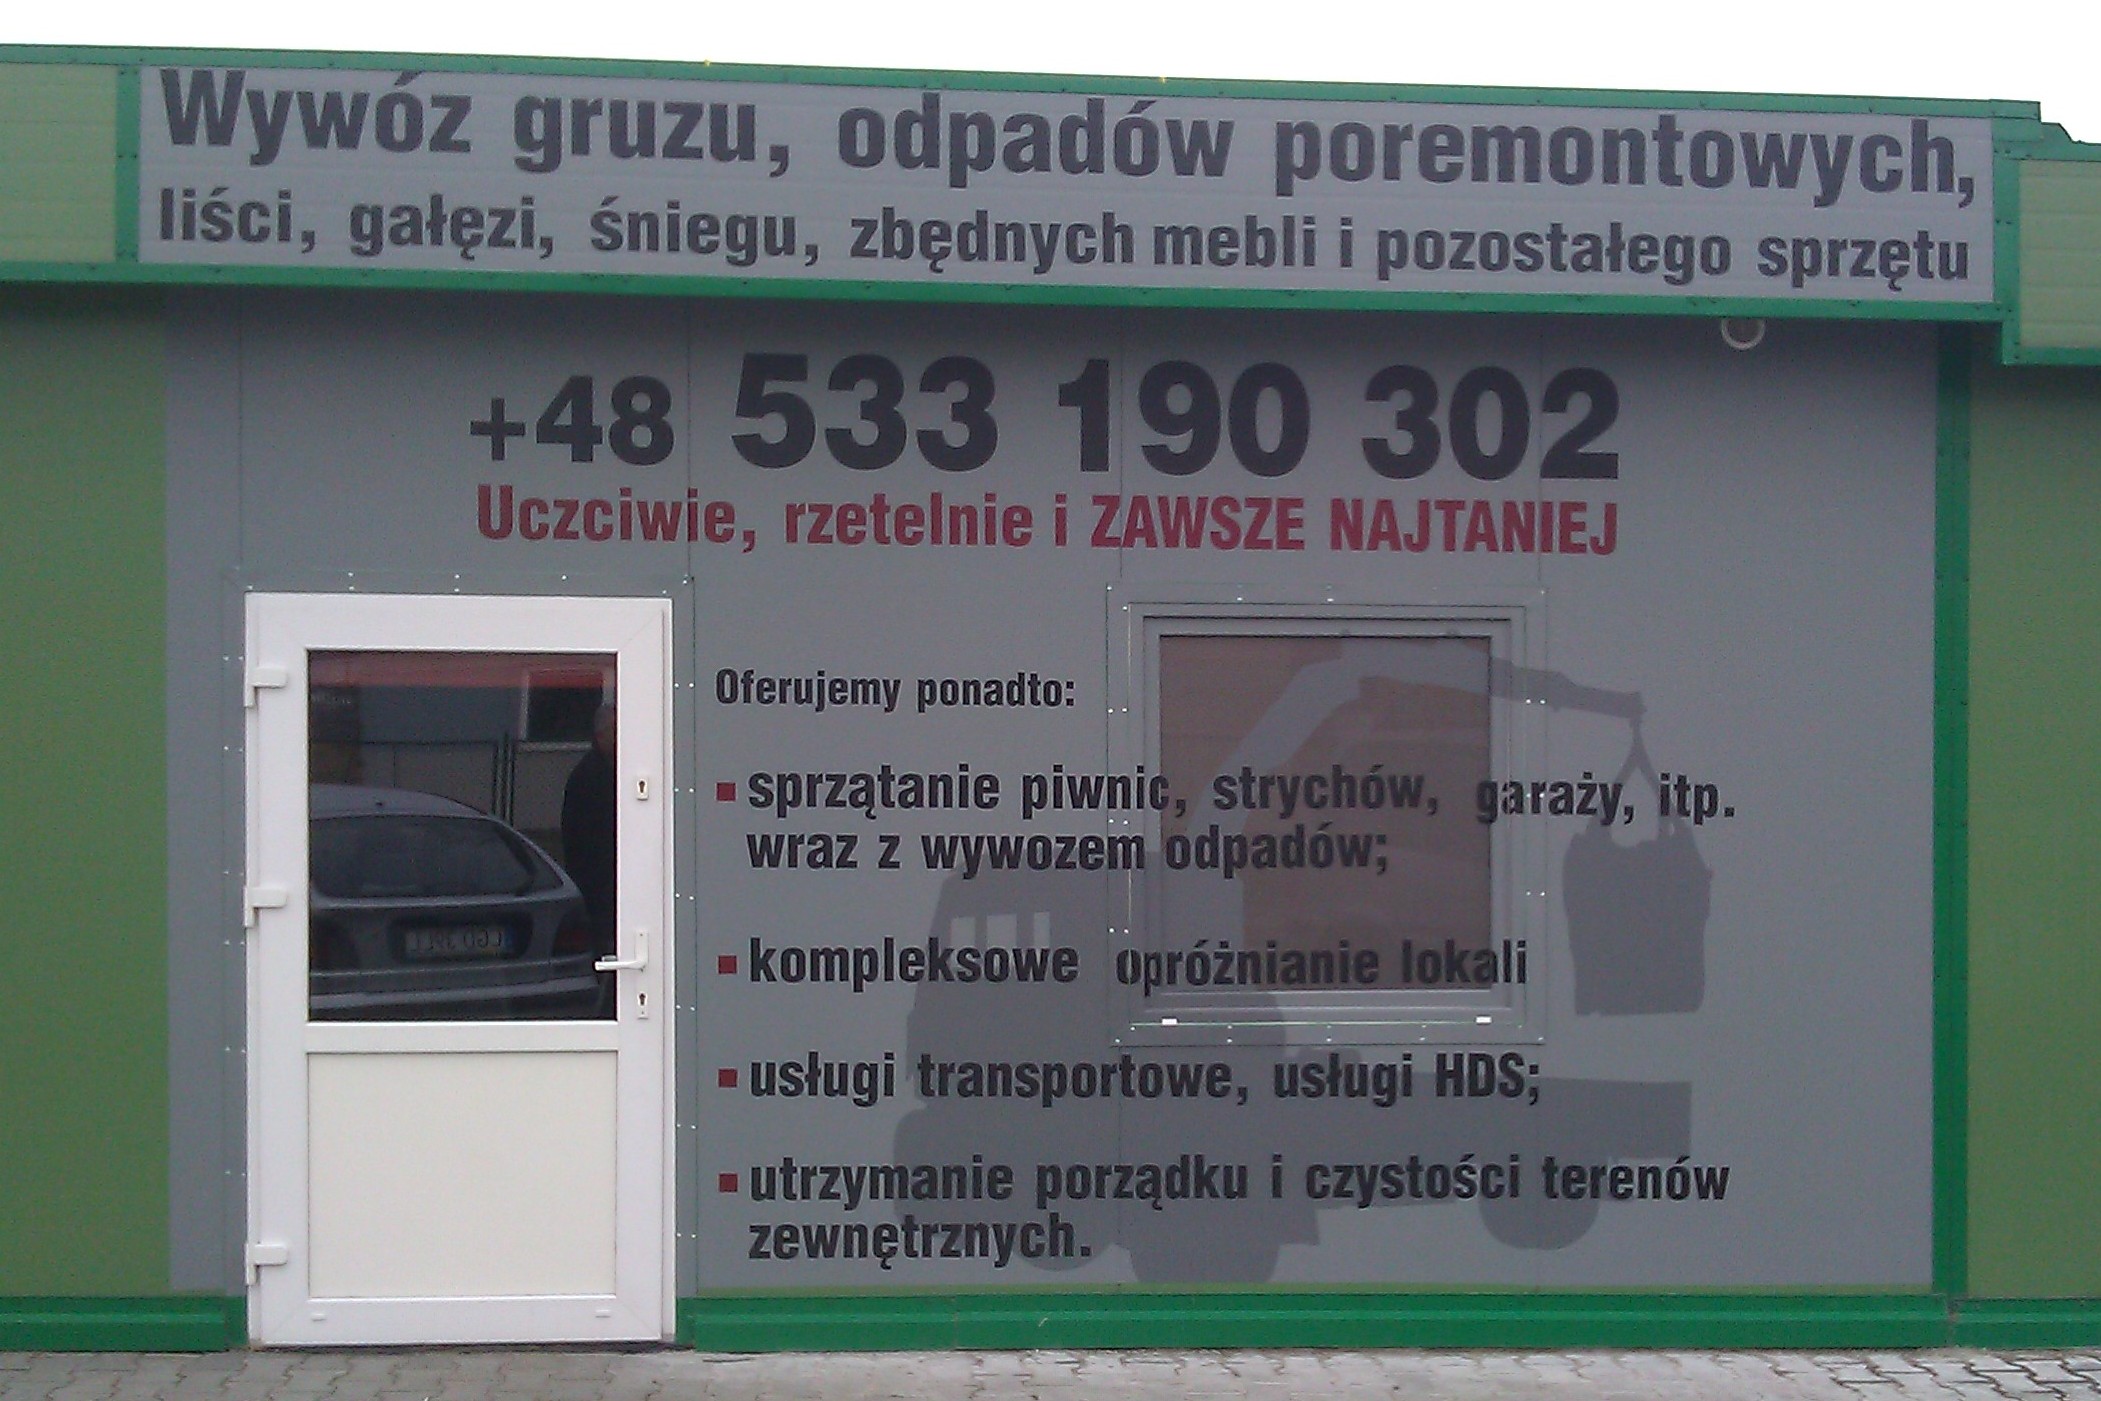 Wywóz gruzu, odpadów poremontowych,
liści, gałęzi, śniegu, zbędnych mebli i pozostałego sprzętu
+48 533 190 302
Uczciwie, rzetelnie i ZAWSZE NAJTANIEJ
Oferujemy ponadto:
sprzątanie piwnic, strychów, garaży, itp.
wraz z wywozem odpadów;
kompleksowe opróżnianie lokali
usługi transportowe, usługi HDS;
utrzymanie porządku i czystości terenów
zewnętrznych.